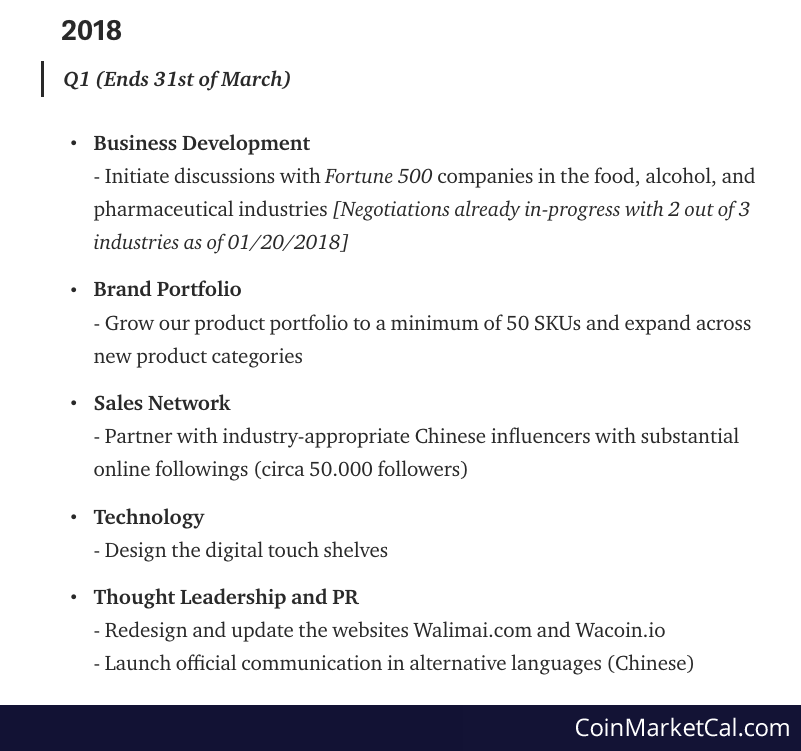 2018
Q1 (Ends 31st of March)
• Business Development
- Initiate discussions with Fortune 500 companies in the food, alcohol, and
pharmaceutical industries [Negotiations already in-progress with 2 out of 3
industries as of 01/20/2018]
• Brand Portfolio
- Grow our product portfolio to a minimum of 50 SKUs and expand across
new product categories
• Sales Network
- Partner with industry-appropriate Chinese influencers with substantial
online followings (circa 50.000 followers)
• Technology
- Design the digital touch shelves
• Thought Leadership and PR
- Redesign and update the websites Walimai.com and Wacoin.io
- Launch official communication in alternative languages (Chinese)
CoinMarketCal.com